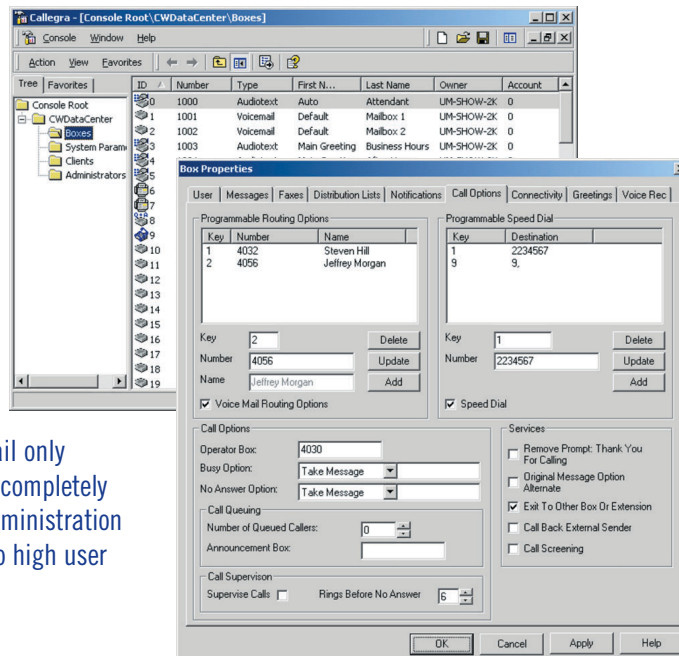 Callegra - [Console Root\CWDataCenter\Boxes]
Console Window Help
Action View Favorites
Tree Favorites
Console Root
CWDataCenter
Boxes
System Param
Clients
Administrators
ID Number Type First N... Last Name Owner Account
0 1000 Audiotext Auto Attendant UM-SHOW-2K 0
1 1001 Voicemail Default Mailbox 1 UM-SHOW-2K 0
2 1002 Voicemail Default Mailbox 2 UM-SHOW-2K 0
3 1003 Audiotext Main Greeting Business Hours UM-SHOW-2K 0
4
5
6
7
8
9
10
11
12
13
14
15
16
17
18
19
Box Properties
User Messages Faxes Distribution Lists Notifications Call Options Connectivity Greetings Voice Rec
Programmable Routing Options
Key Number Name
1 4032 Steven Hill
2 4056 Jeffrey Morgan
Key 2 Delete
Number 4056 Update
Name Jeffrey Morgan Add
Voice Mail Routing Options
Programmable Speed Dial
Key Destination
1 2234567
9 9,
Key 1 Delete
Number 2234567 Update
Add
Speed Dial
Call Options
Operator Box: 4030
Busy Option: Take Message
No Answer Option: Take Message
Call Queuing
Number of Queued Callers: 0
Announcement Box:
Call Supervison
Supervise Calls Rings Before No Answer 6
Services
Remove Prompt: Thank You
For Calling
Original Message Option
Alternate
Exit To Other Box Or Extension
Call Back External Sender
Call Screening
OK Cancel Apply Help
ail only
completely
ministration
o high user